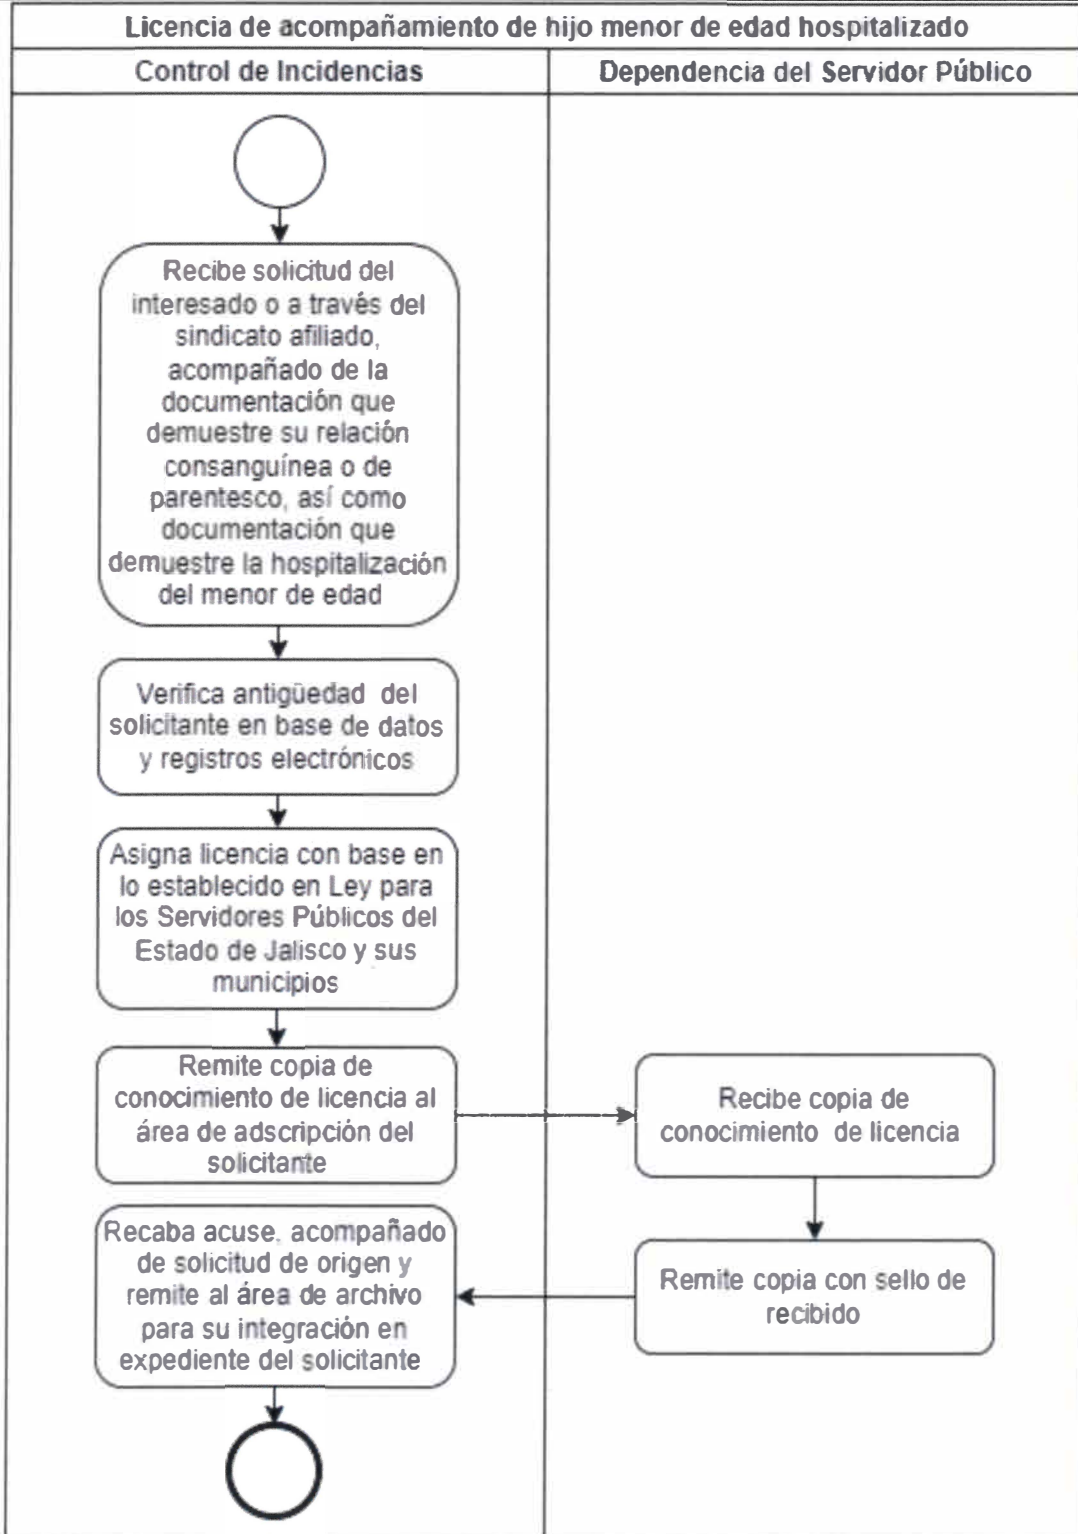 Licencia de acompañamiento de hijo menor de edad hospitalizado
Control de Incidencias
Dependencia del Servidor Público
Recibe solicitud del
interesado o a través del
sindicato afiliado,
acompañado de la
documentación que
demuestre su relación
consanguínea o de
parentesco, así como
documentación que
demuestre la hospitalización
del menor de edad
Verifica antigüedad del
solicitante en base de datos
y registros electrónicos
Asigna licencia con base en
lo establecido en Ley para
los Servidores Públicos del
Estado de Jalisco y sus
municipios
Remite copia de
conocimiento de licencia al
área de adscripción del
solicitante
Recibe copia de
conocimiento de licencia
Remite copia con sello de
recibido
Recaba acuse, acompañado
de solicitud de origen y
remite al área de archivo
para su integración en
expediente del solicitante